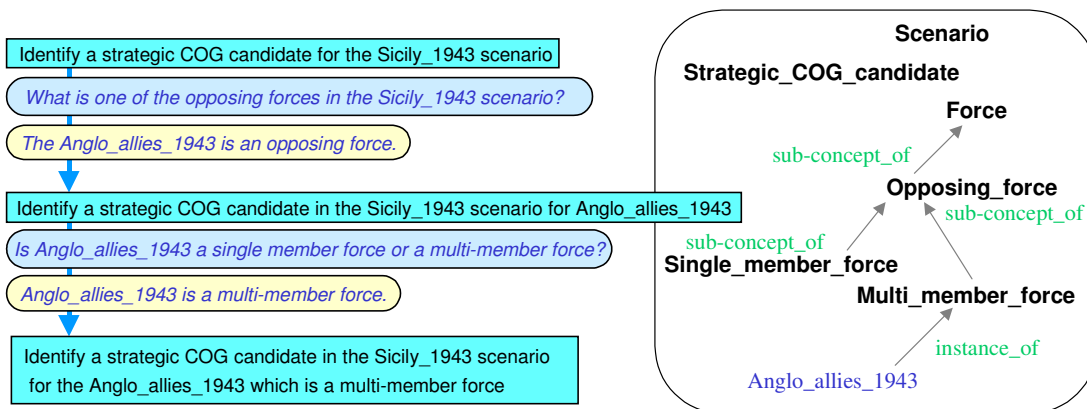 Identify a strategic COG candidate for the Sicily_1943 scenario
What is one of the opposing forces in the Sicily_1943 scenario?
The Anglo_allies_1943 is an opposing force.
Identify a strategic COG candidate in the Sicily_1943 scenario for Anglo_allies_1943
Is Anglo_allies_1943 a single member force or a multi-member force?
Anglo_allies_1943 is a multi-member force.
Identify a strategic COG candidate in the Sicily_1943 scenario
for the Anglo_allies_1943 which is a multi-member force
Scenario
Strategic_COG_candidate
Force
sub-concept_of
Opposing_force
sub-concept_of
sub-concept_of
Single_member_force
Multi_member_force
instance_of
Anglo_allies_1943